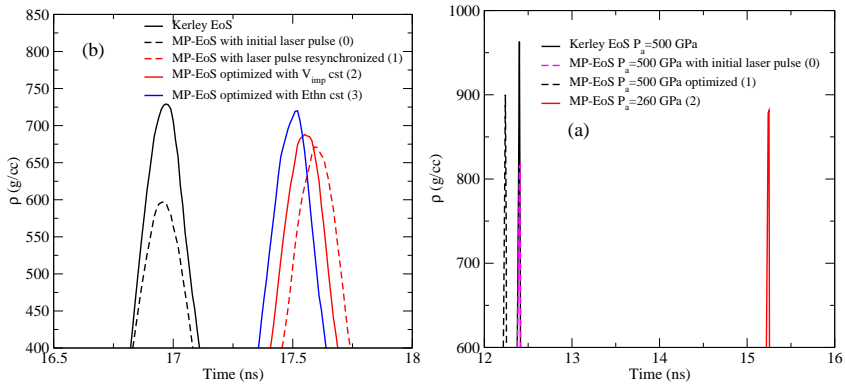 (b)
Kerley EoS
MP-EoS with initial laser pulse (0)
MP-EoS with laser pulse resynchronized (1)
MP-EoS optimized with V_imp cst (2)
MP-EoS optimized with Ethn cst (3)
850
800
750
700
650
600
550
500
450
400
ρ (g/cc)
16.5
17
17.5
18
Time (ns)
(a)
Kerley EoS P_a=500 GPa
MP-EoS P_a=500 GPa with initial laser pulse (0)
MP-EoS P_a=500 GPa optimized (1)
MP-EoS P_a=260 GPa (2)
1000
900
800
700
600
ρ (g/cc)
12
13
14
15
16
Time (ns)